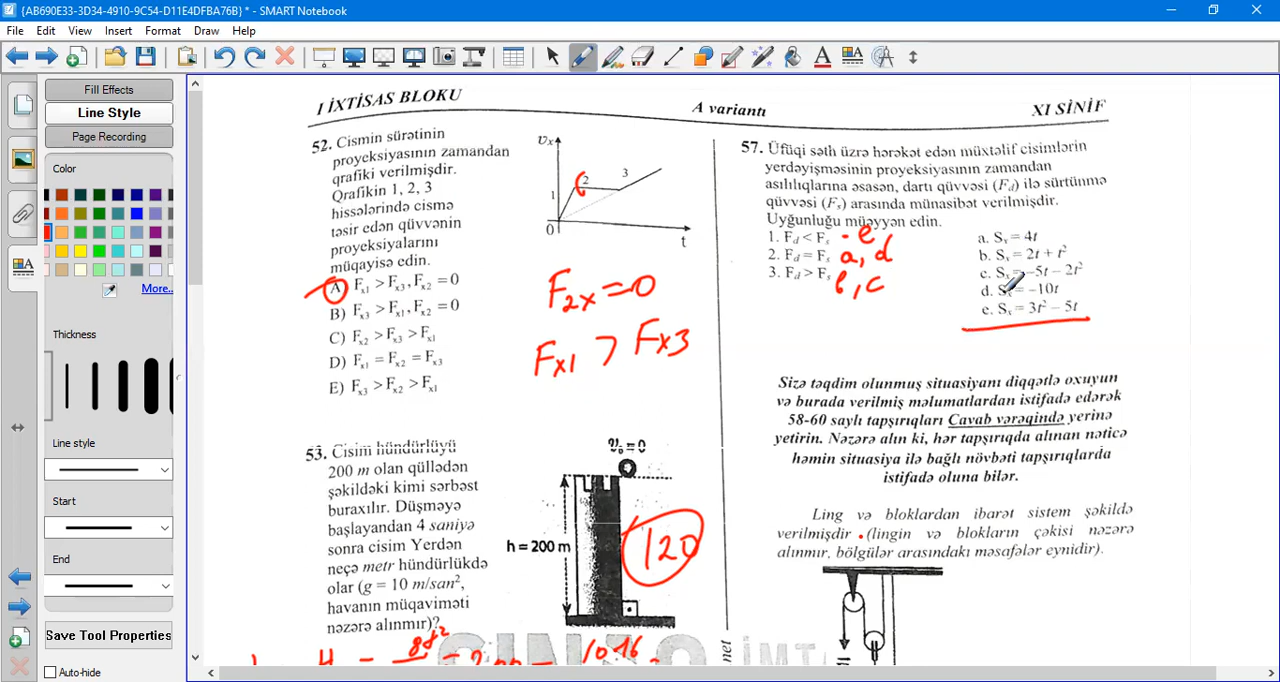 {AB690E33-3D34-4910-9C54-D11E4DFBA76B}* - SMART Notebook
File Edit View Insert Format Draw Help
Fill Effects
Line Style
Page Recording
Color
More...
Thickness
Line style
Start
End
Save Tool Properties
Auto-hide
I İXTİSAS BLOKU
A variantı
XI SİNİF
52. Cismin sürətinin
proyeksiyasının zamandan
qrafiki verilmişdir.
Qrafikin 1, 2, 3
hissələrində cismə
təsir edən qüvvənin
proyeksiyalarını
müqayisə edin.
A) Fx1 > Fx3, Fx2 = 0
B) Fx3 > Fx1, Fx2 = 0
C) Fx2 > Fx3 > Fx1
D) Fx1 = Fx2 = Fx3
E) Fx3 > Fx2 > Fx1
υx
1
2
3
0
t
F2x = 0
Fx1 > Fx3
53. Cisim hündürlüyü
200 m olan qüllədən
şəkildəki kimi sərbəst
buraxılır. Düşməyə
başlayandan 4 saniyə
sonra cisim Yerdən
neçə metr hündürlükdə
olar (g = 10 m/san²,
havanın müqaviməti
nəzərə alınmır)?
υ₀ = 0
h = 200 m
120
57. Üfüqi səth üzrə hərəkət edən müxtəlif cisimlərin
yerdəyişməsinin proyeksiyasının zamandan
asılılıqlarına əsasən, dartı qüvvəsi (Fd) ilə sürtünmə
qüvvəsi (Fs) arasında münasibət verilmişdir.
Uyğunluğu müəyyən edin.
1. Fd < Fs - e
2. Fd = Fs a, d
3. Fd > Fs b, c
a. Sx = 4t
b. Sx = 2t + t²
c. Sx = -5t - 2t²
d. Sx = -10t
e. Sx = 3t² - 5t
Sizə təqdim olunmuş situasiyanı diqqətlə oxuyun
və burada verilmiş məlumatlardan istifadə edərək
58-60 saylı tapşırıqları Cavab vərəqində yerinə
yetirin. Nəzərə alın ki, hər tapşırıqda alınan nəticə
həmin situasiya ilə bağlı növbəti tapşırıqlarda
istifadə oluna bilər.
Ling və bloklardan ibarət sistem şəkildə
verilmişdir (lingin və blokların çəkisi nəzərə
alınmır, bölgülər arasındakı məsafələr eynidir).
net